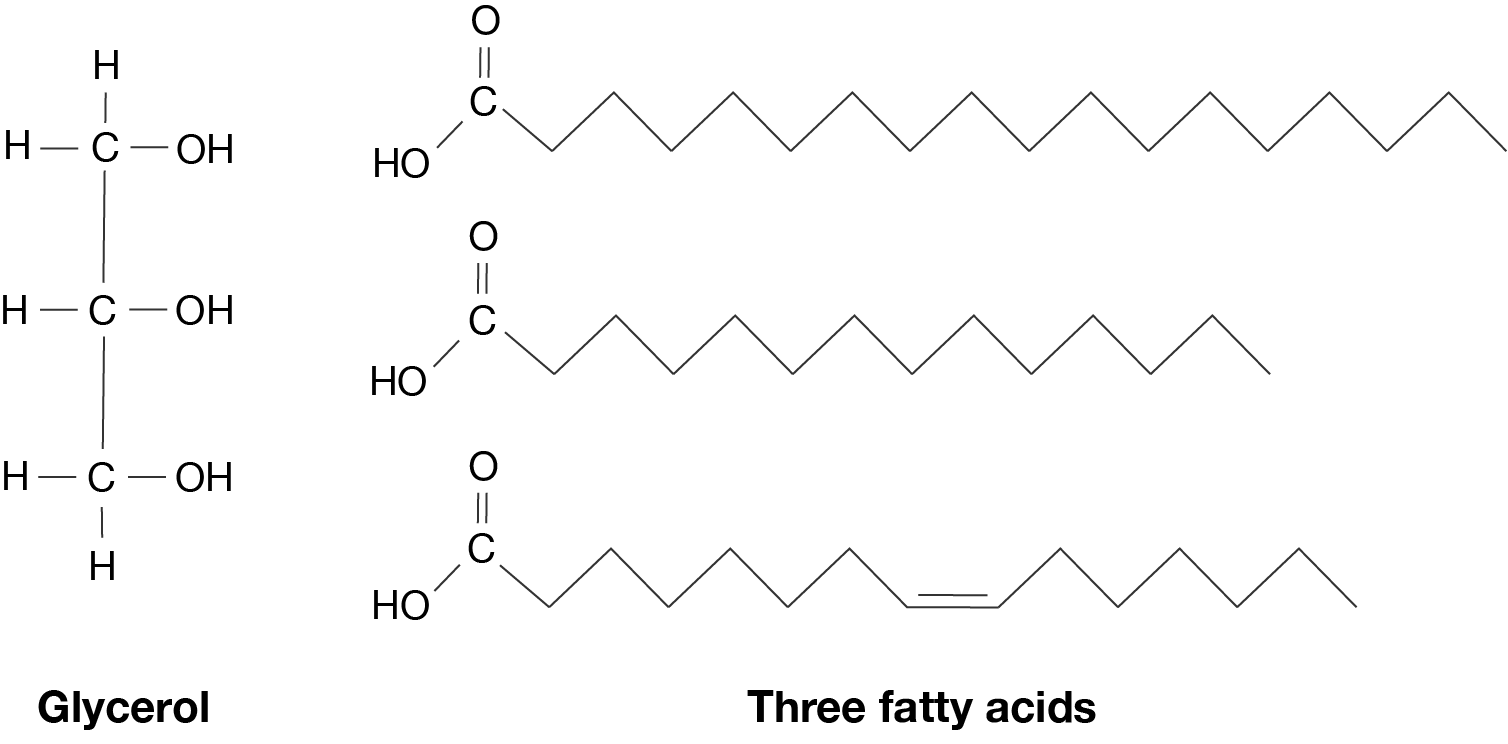 H
H C OH
H C OH
H C OH
H
O
C
HO
O
C
HO
O
C
HO
Glycerol
Three fatty acids